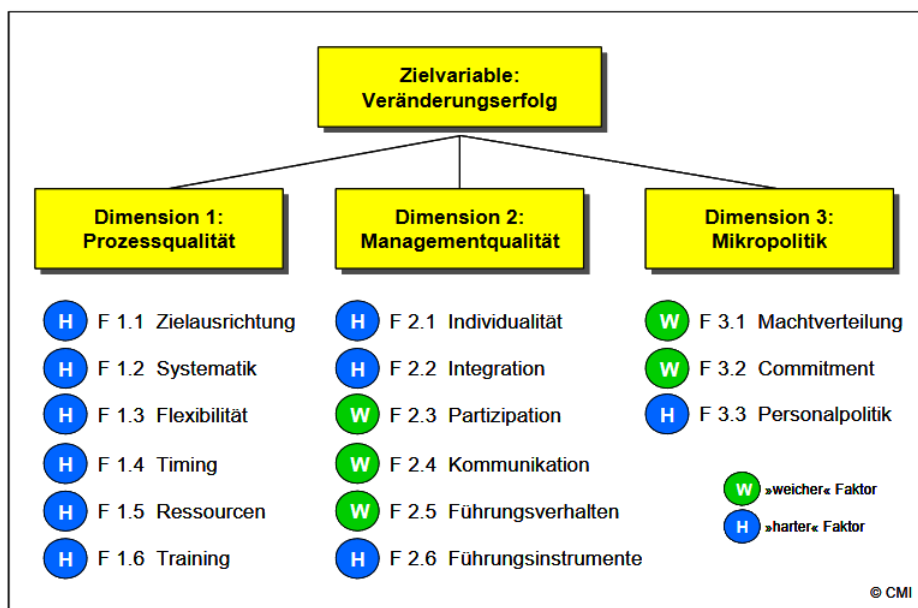 Zielvariable:
Veränderungserfolg
Dimension 1:
Prozessqualität
Dimension 2:
Managementqualität
Dimension 3:
Mikropolitik
H F 1.1 Zielausrichtung
H F 1.2 Systematik
H F 1.3 Flexibilität
H F 1.4 Timing
H F 1.5 Ressourcen
H F 1.6 Training
H F 2.1 Individualität
H F 2.2 Integration
W F 2.3 Partizipation
W F 2.4 Kommunikation
W F 2.5 Führungsverhalten
H F 2.6 Führungsinstrumente
W F 3.1 Machtverteilung
W F 3.2 Commitment
H F 3.3 Personalpolitik
W »weicher« Faktor
H »harter« Faktor
© CMI